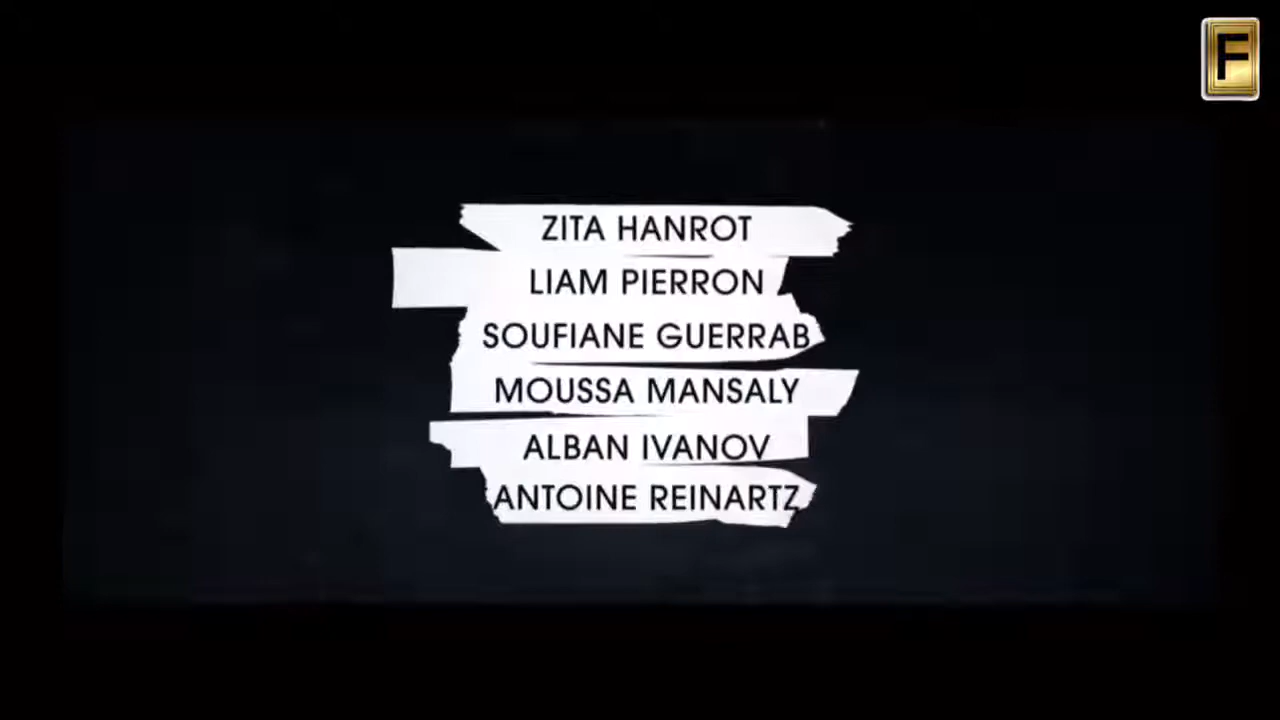 F
ZITA HANROT
LIAM PIERRON
SOUFIANE GUERRAB
MOUSSA MANSALY
ALBAN IVANOV
ANTOINE REINARTZ